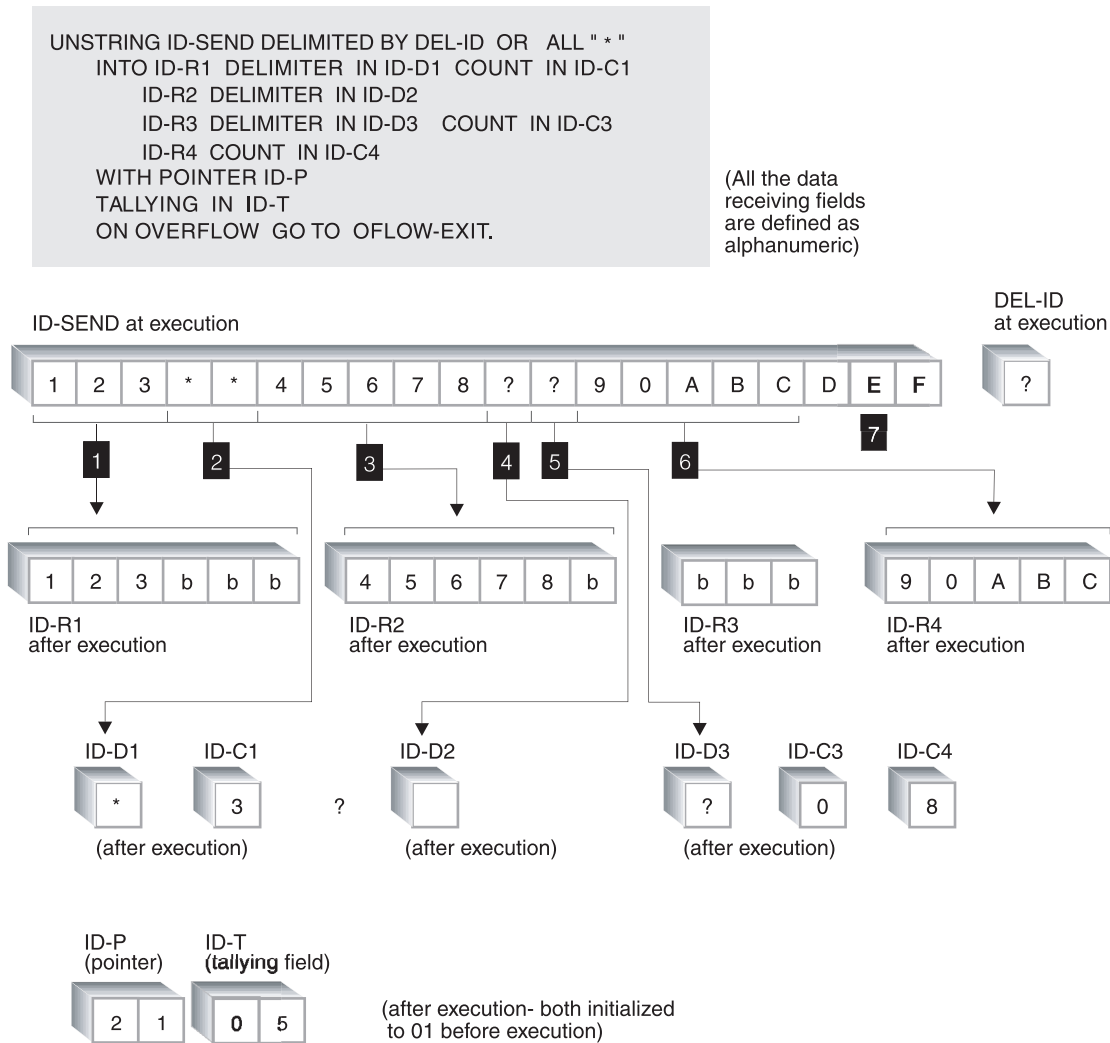 UNSTRING ID-SEND DELIMITED BY DEL-ID OR ALL " * "
INTO ID-R1 DELIMITER IN ID-D1 COUNT IN ID-C1
ID-R2 DELIMITER IN ID-D2
ID-R3 DELIMITER IN ID-D3 COUNT IN ID-C3
ID-R4 COUNT IN ID-C4
WITH POINTER ID-P
TALLYING IN ID-T
ON OVERFLOW GO TO OFLOW-EXIT.
(All the data
receiving fields
are defined as
alphanumeric)
ID-SEND at execution
DEL-ID
at execution
1 2 3 * * 4 5 6 7 8 ? ? 9 0 A B C D E F
?
1 2 3 4 5 6 7
1 2 3 b b b
4 5 6 7 8 b
b b b
9 0 A B C
ID-R1
after execution
ID-R2
after execution
ID-R3
after execution
ID-R4
after execution
ID-D1 ID-C1 ID-D2 ID-D3 ID-C3 ID-C4
* 3 ? ? 0 8
(after execution) (after execution) (after execution)
ID-P
(pointer)
ID-T
(tallying field)
2 1
0 5
(after execution- both initialized
to 01 before execution)